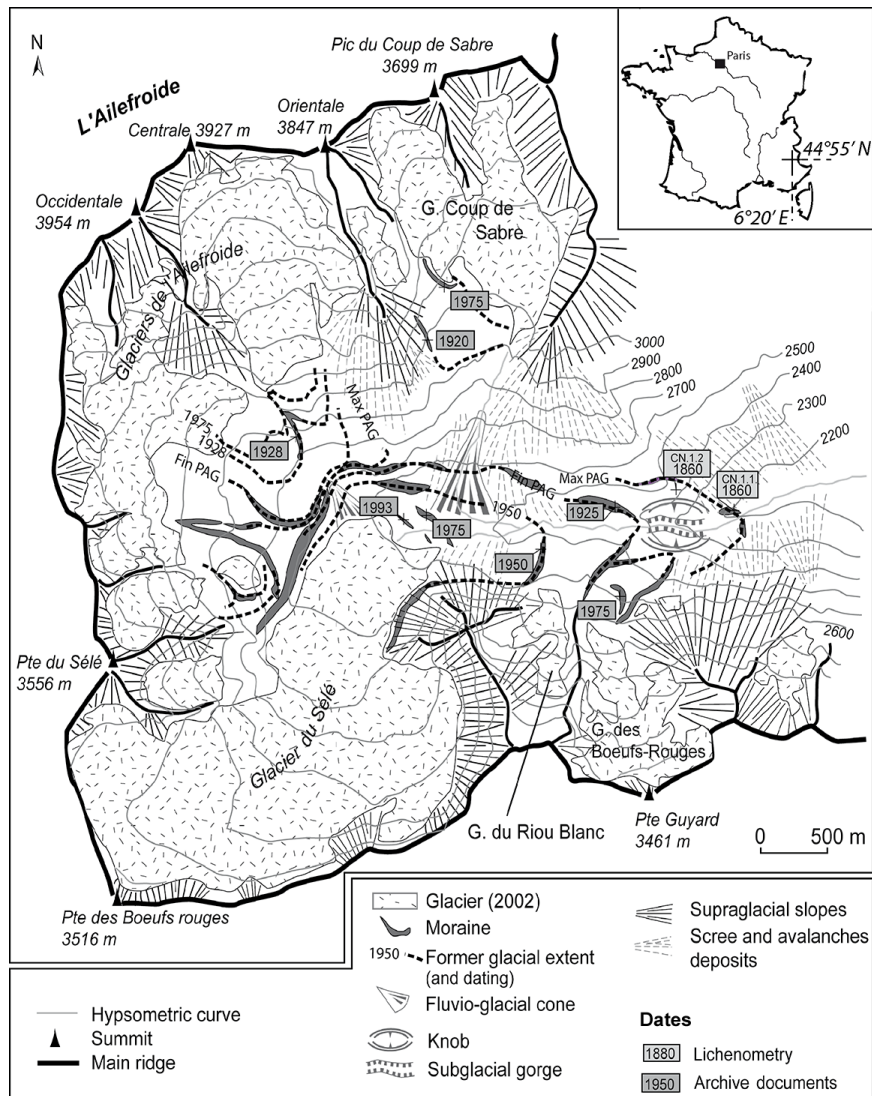 N
Pic du Coup de Sabre
3699 m
Paris
L'Ailefroide
Orientale
3847 m
Centrale 3927 m
44°55' N
Occidentale
3954 m
6°20' E
G. Coup de
Sabre
Glaciers de l'Ailefroide
1975
1920
3000
2900
2800
2700
2500
2400
2300
2200
Max PAG
1975
1928
1928
Fin PAG
CN.1.2
1860
CN.1.1
1860
Max PAG
Fin PAG
1925
1950
1993
1975
1950
1975
2600
Pte du Sélé
3556 m
Glacier du Sélé
G. des
Boeufs-Rouges
G. du Riou Blanc
Pte Guyard
3461 m
0 500 m
Pte des Boeufs rouges
3516 m
Glacier (2002)
Moraine
1950 Former glacial extent
(and dating)
Fluvio-glacial cone
Knob
Subglacial gorge
Supraglacial slopes
Scree and avalanches
deposits
Hypsometric curve
Summit
Main ridge
Dates
1880 Lichenometry
1950 Archive documents